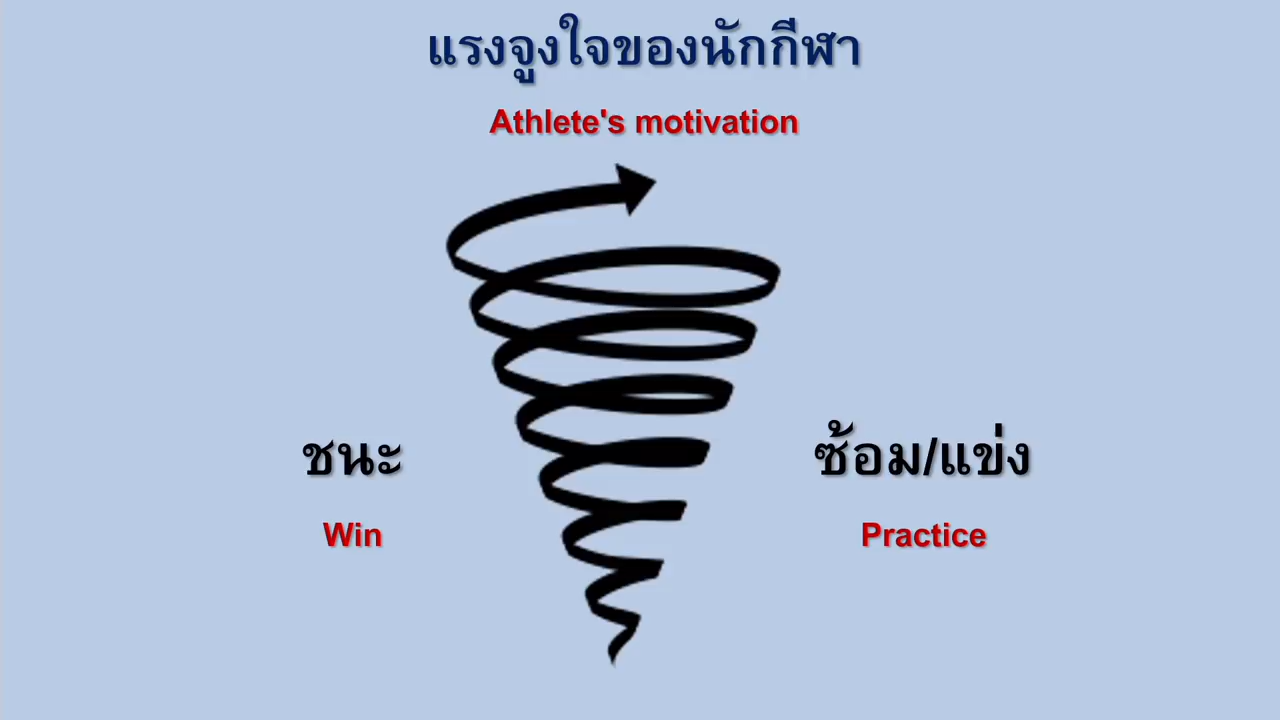 แรงจูงใจของนักกีฬา
Athlete's motivation
ชนะ
ซ้อม/แข่ง
Win
Practice